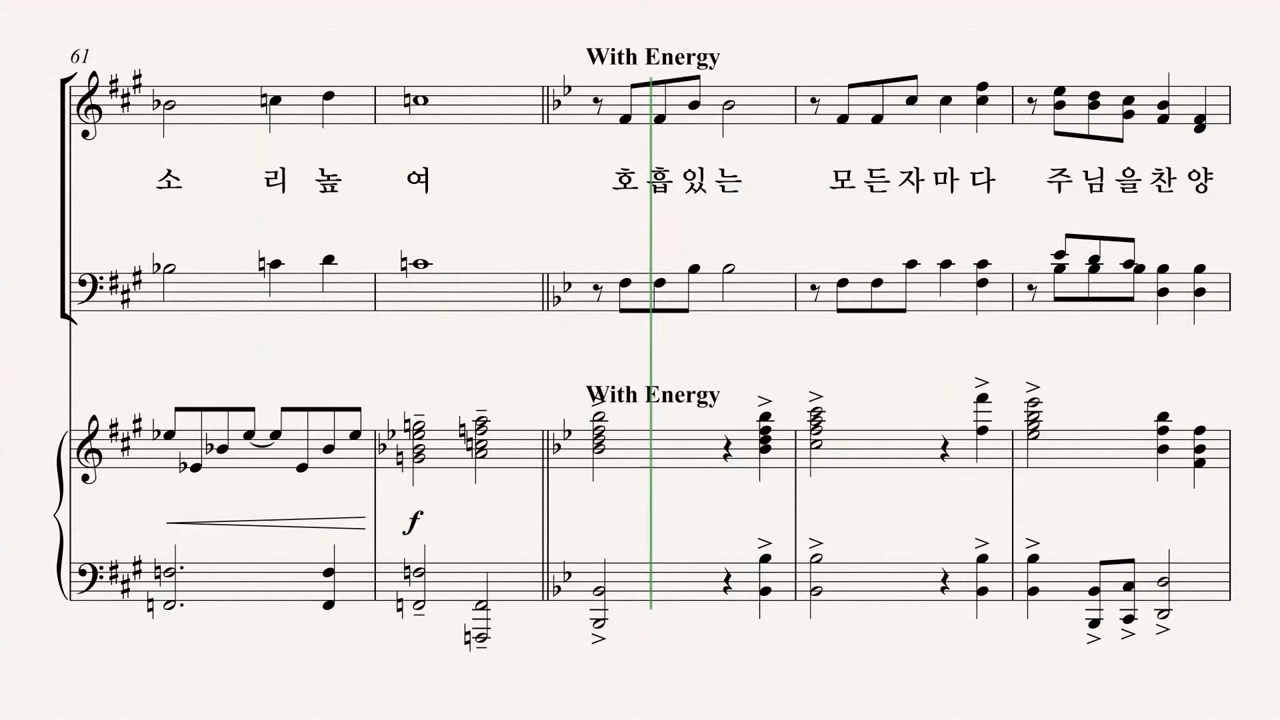 61
With Energy
소 리 높 여 호 흡 있 는 모 든 자 마 다 주 님 을 찬 양
With Energy
f